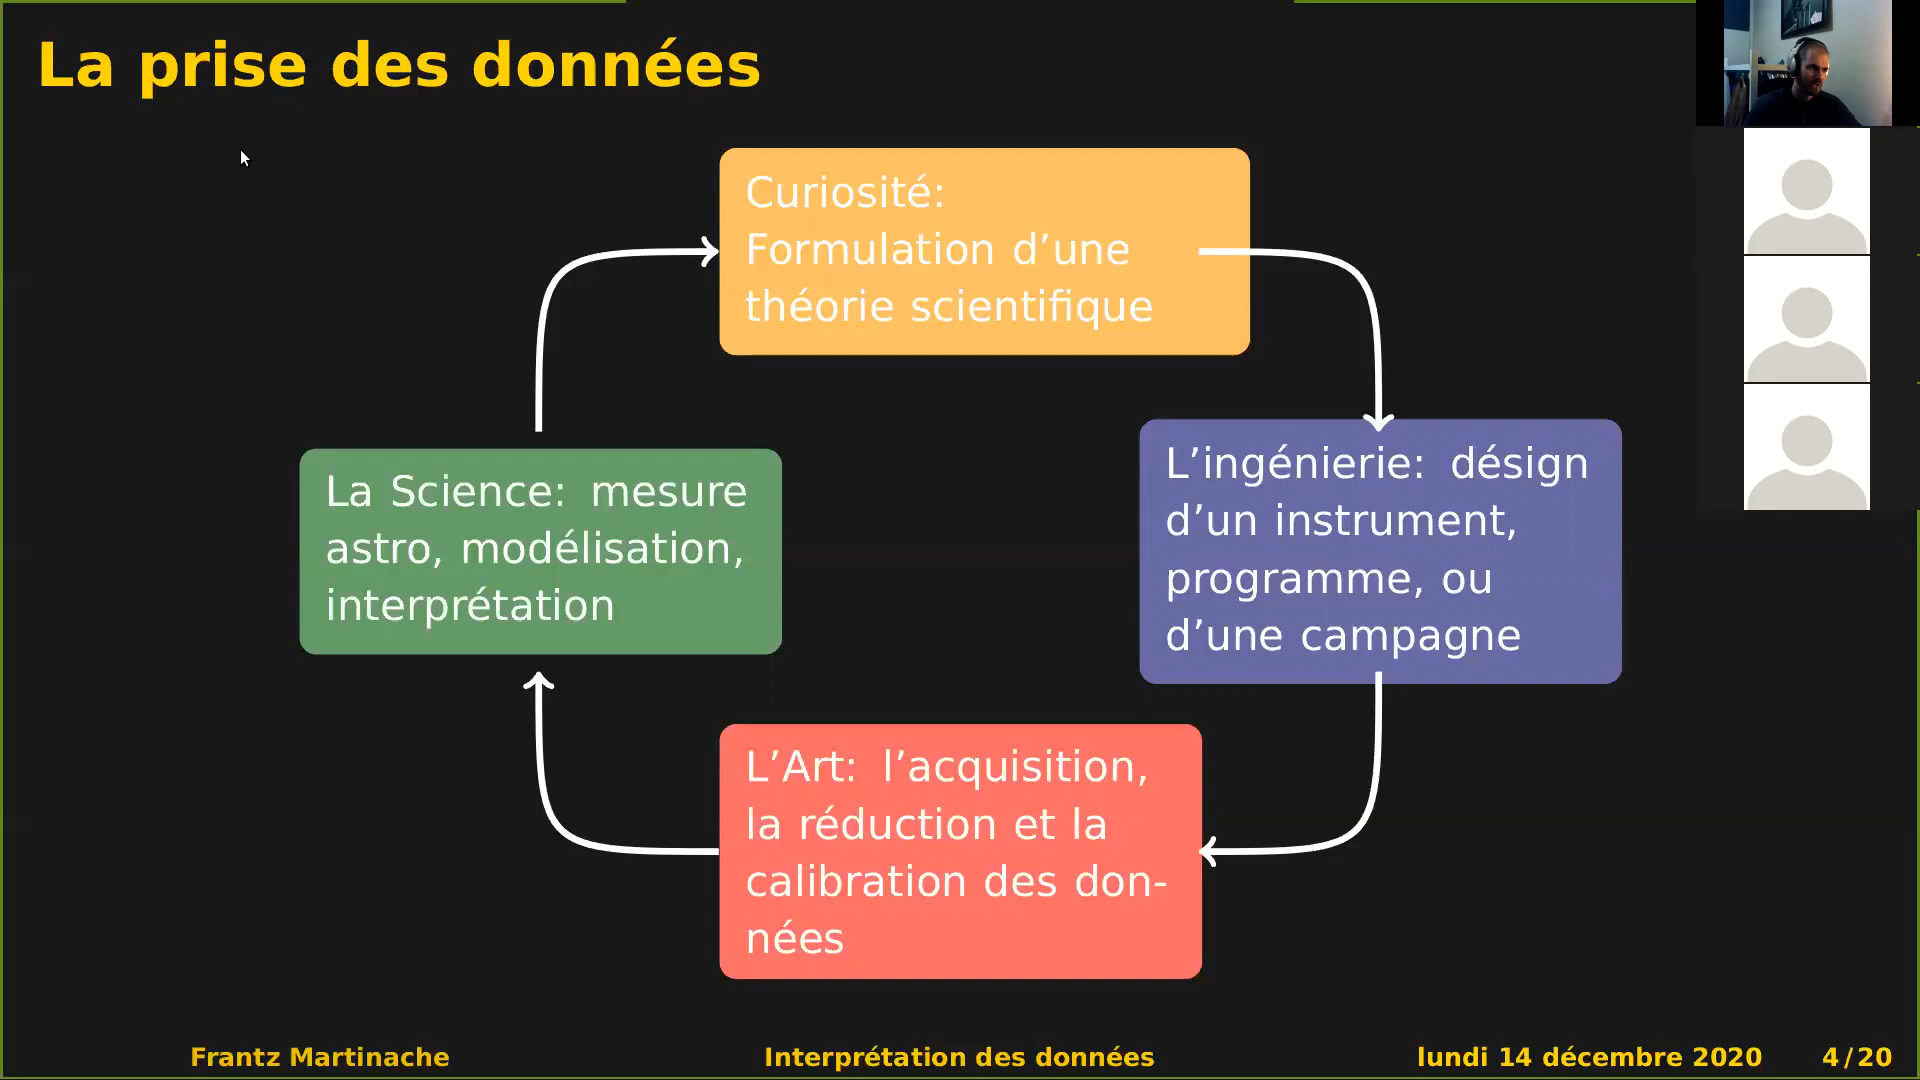 La prise des données
Curiosité:
Formulation d’une
théorie scientifique
La Science: mesure
astro, modélisation,
interprétation
L’ingénierie: désign
d’un instrument,
programme, ou
d’une campagne
L’Art: l’acquisition,
la réduction et la
calibration des don-
nées
Frantz Martinache
Interprétation des données
lundi 14 décembre 2020
4/20